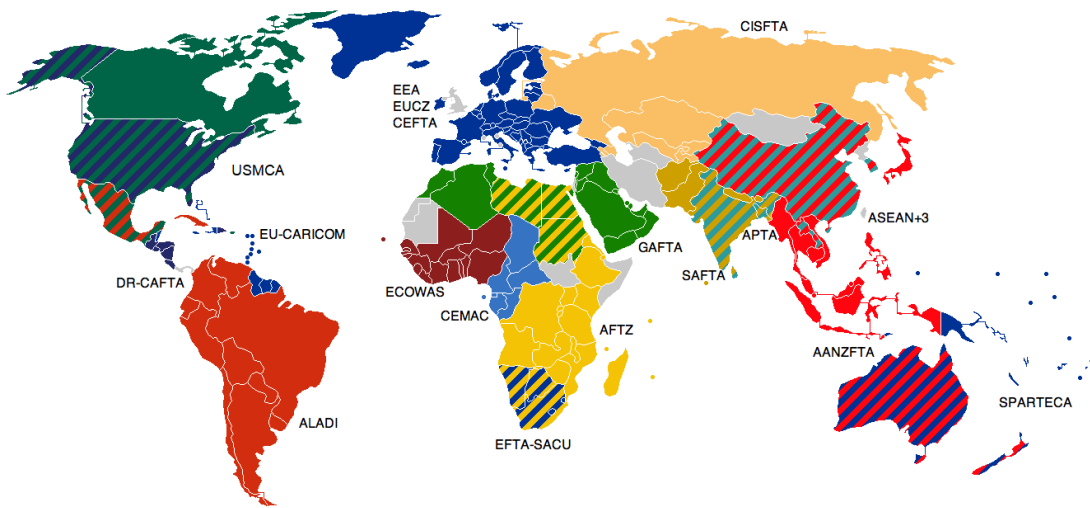 CISFTA
EEA
EUCZ
CEFTA
USMCA
ASEAN+3
EU-CARICOM
APTA
GAFTA
SAFTA
DR-CAFTA
ECOWAS
CEMAC
AFTZ
AANZFTA
SPARTECA
ALADI
EFTA-SACU